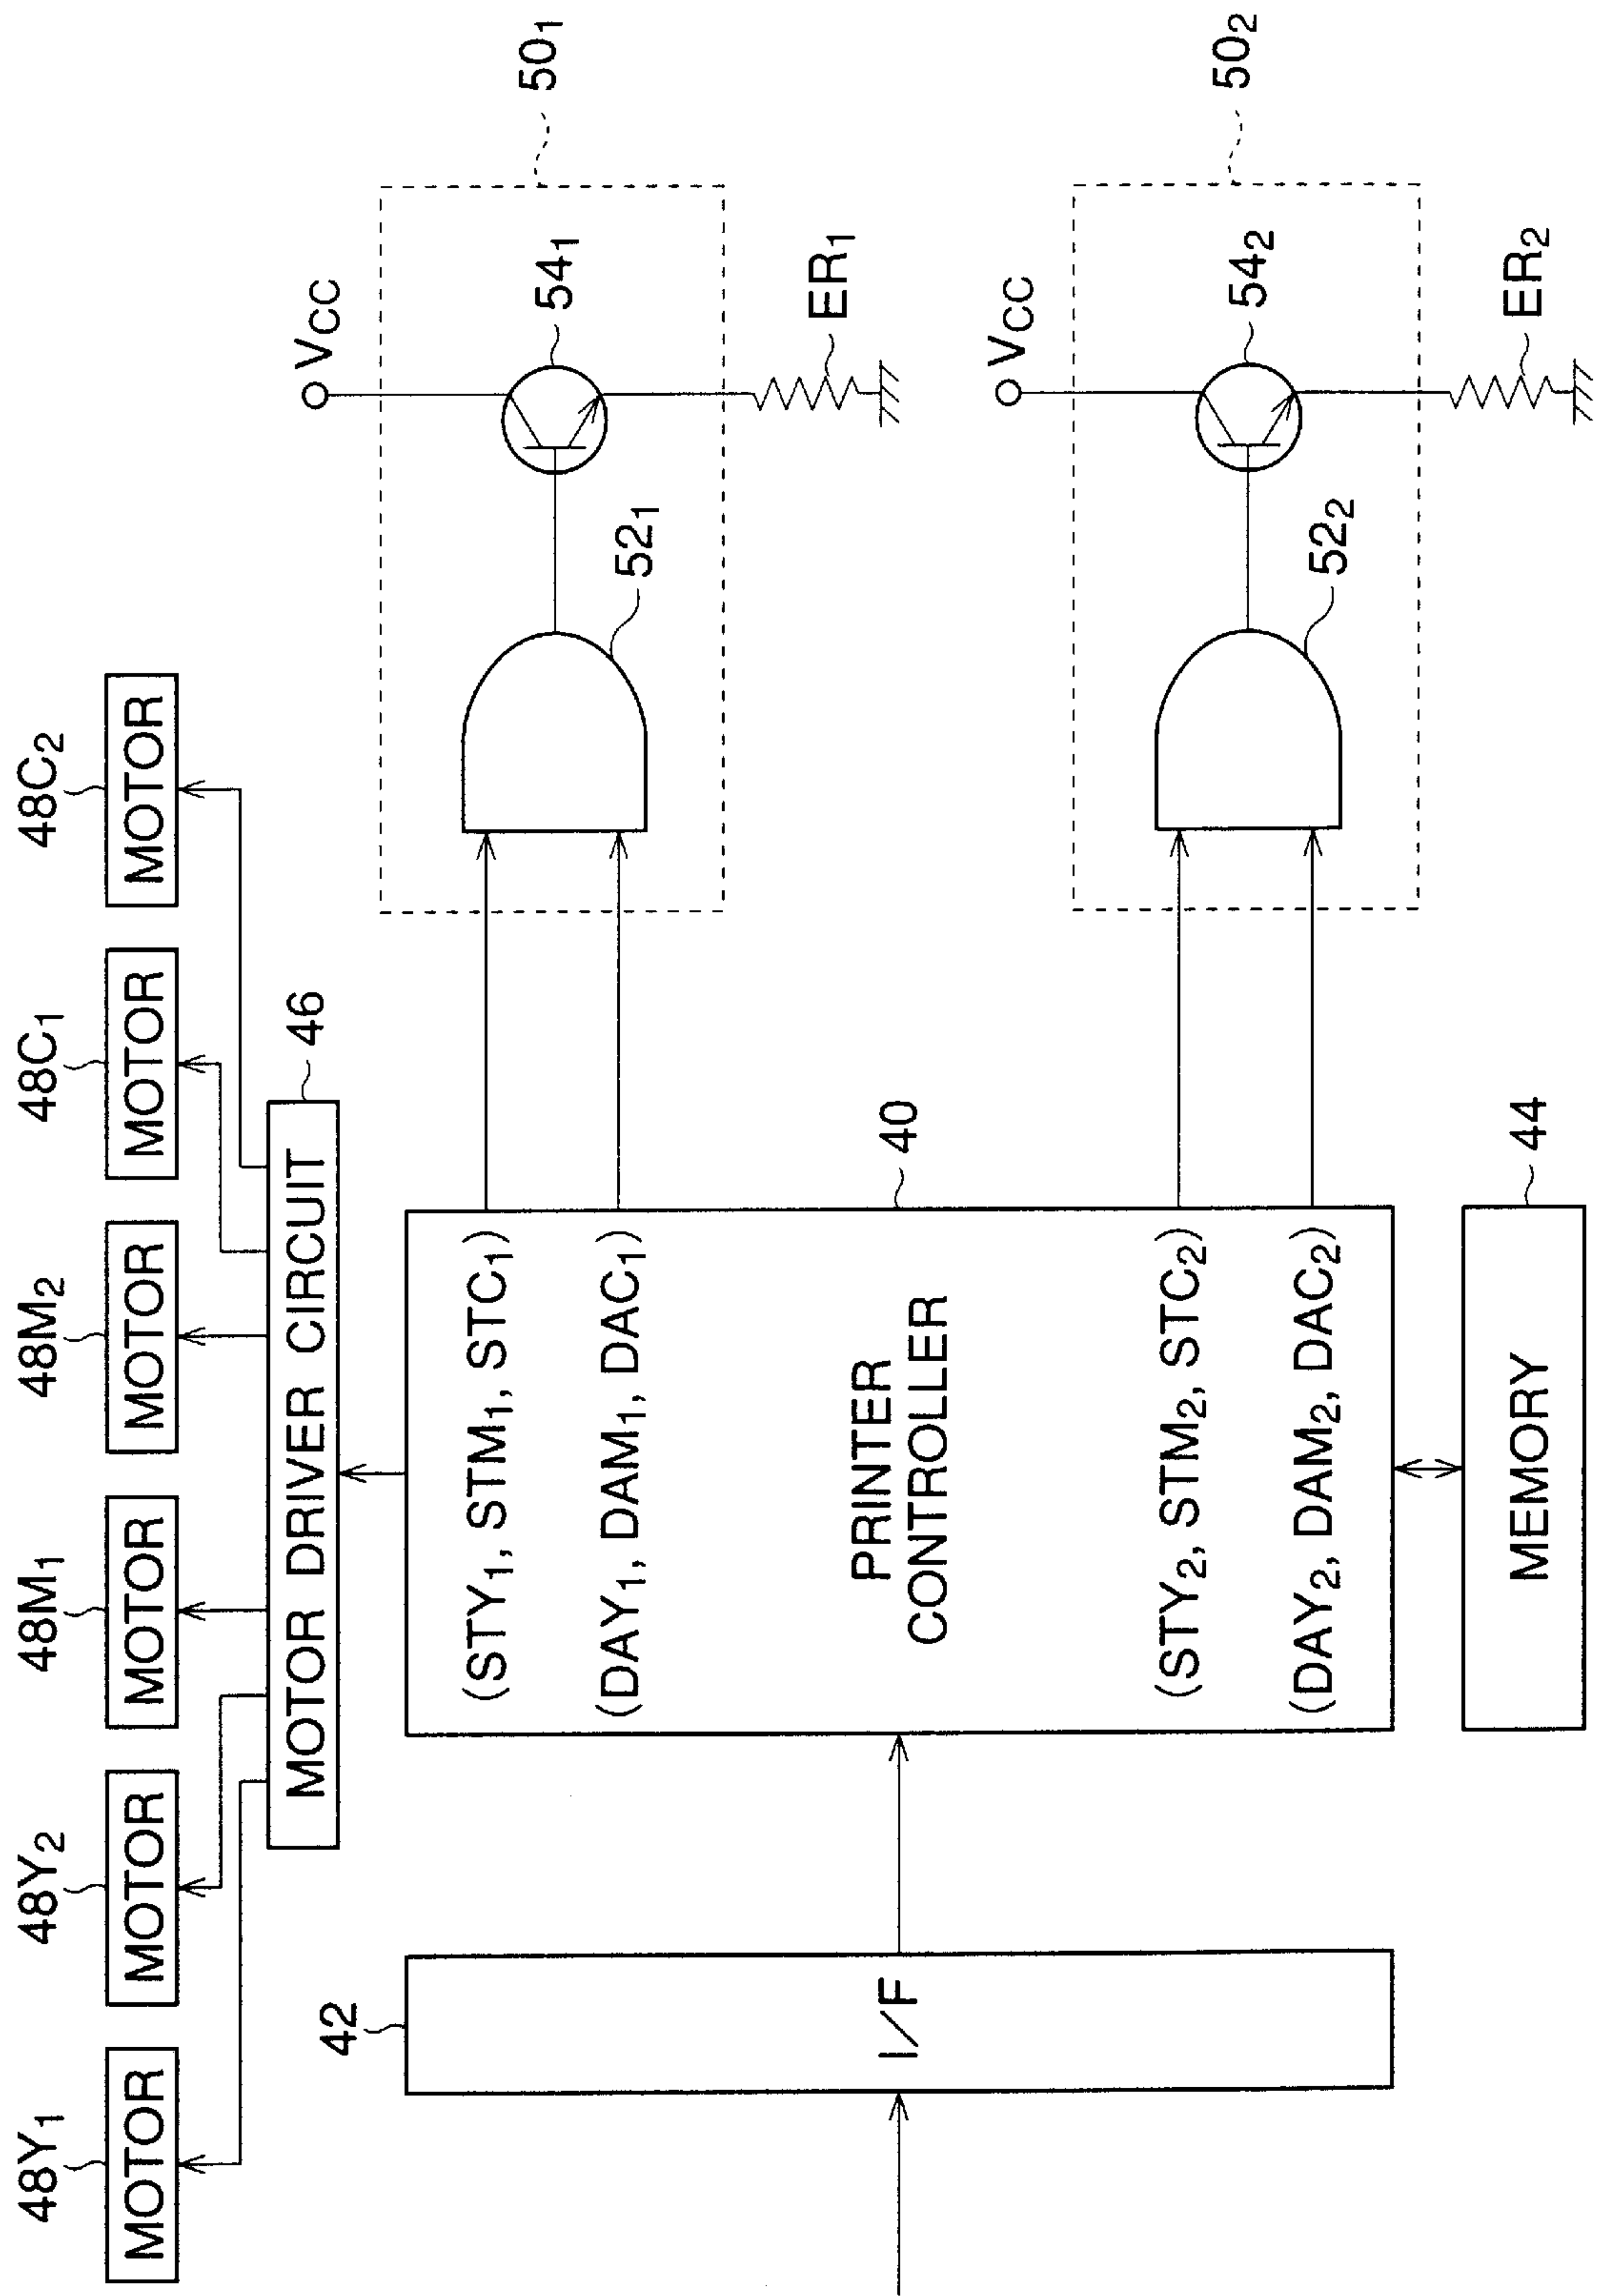 48Y₁
48Y₂
48M₁
48M₂
48C₁
48C₂
MOTOR
MOTOR
MOTOR
MOTOR
MOTOR
MOTOR
46
MOTOR DRIVER CIRCUIT
42
I/F
(STY₁, STM₁, STC₁)
(DAY₁, DAM₁, DAC₁)
40
PRINTER
CONTROLLER
(STY₂, STM₂, STC₂)
(DAY₂, DAM₂, DAC₂)
44
MEMORY
V_CC
50₁
54₁
52₁
ER₁
V_CC
50₂
54₂
52₂
ER₂